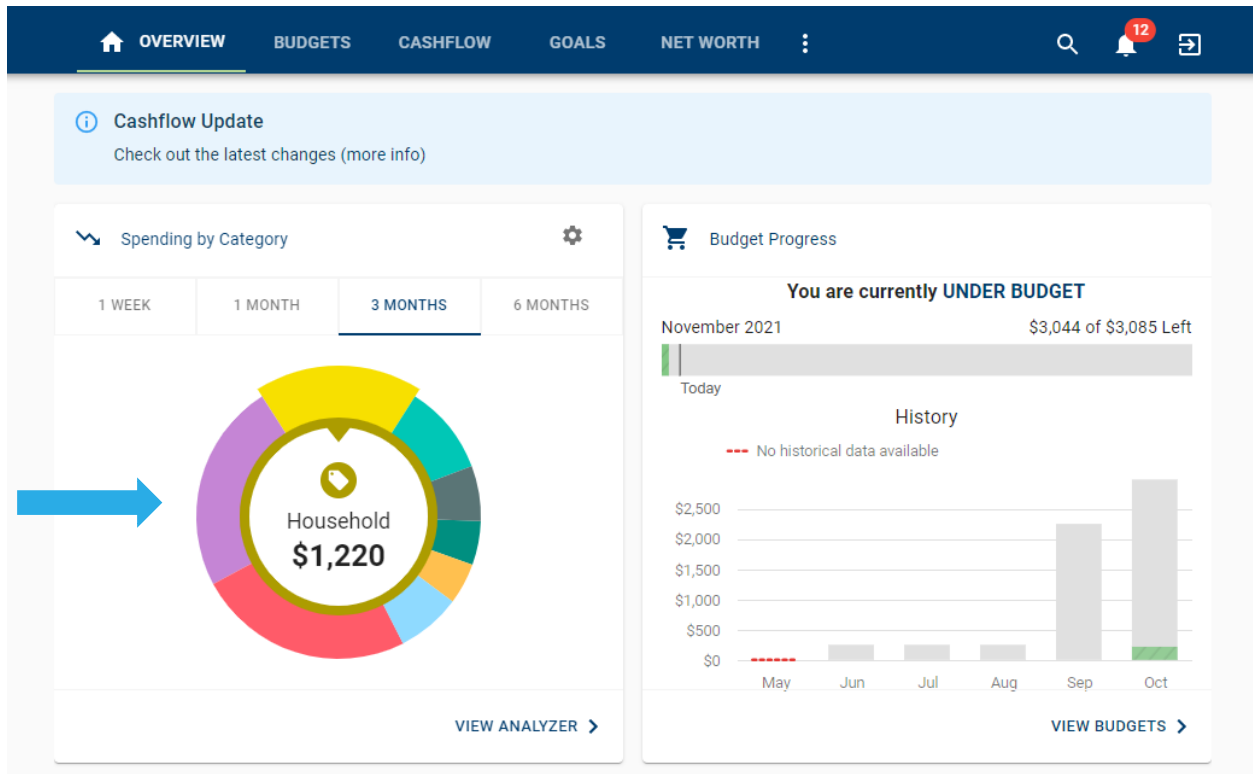 OVERVIEW BUDGETS CASHFLOW GOALS NET WORTH 12
Cashflow Update
Check out the latest changes (more info)
Spending by Category
1 WEEK 1 MONTH 3 MONTHS 6 MONTHS
Household
$1,220
VIEW ANALYZER
Budget Progress
You are currently UNDER BUDGET
November 2021 $3,044 of $3,085 Left
Today
History
No historical data available
$2,500
$2,000
$1,500
$1,000
$500
$0
May Jun Jul Aug Sep Oct
VIEW BUDGETS